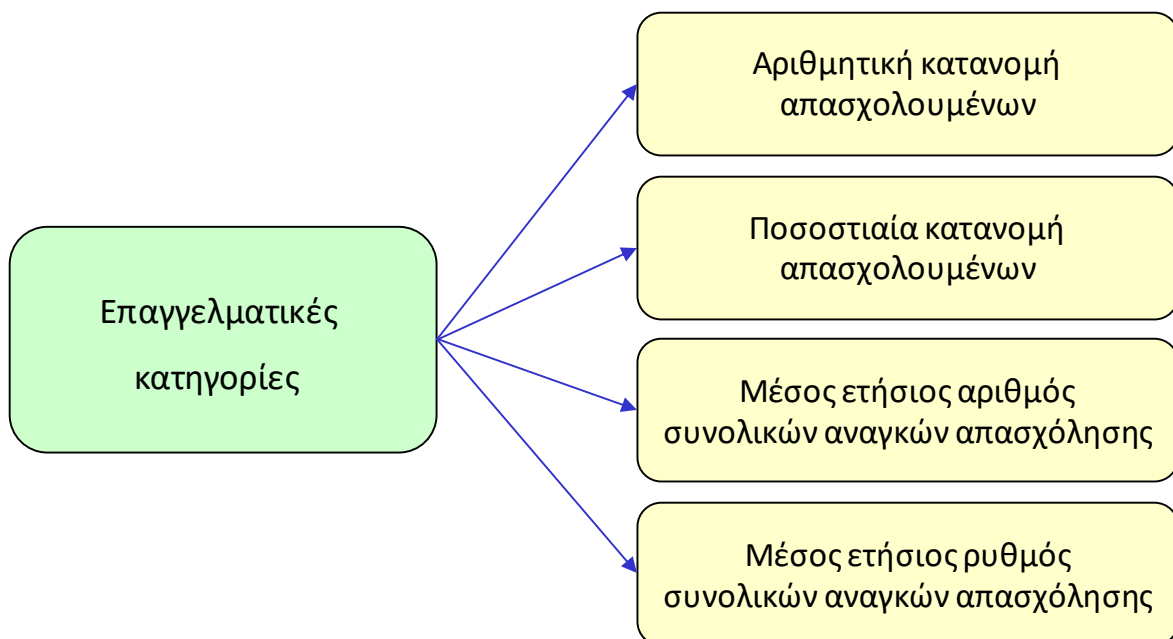 Επαγγελματικές
κατηγορίες
Αριθμητική κατανομή
απασχολουμένων
Ποσοστιαία κατανομή
απασχολουμένων
Μέσος ετήσιος αριθμός
συνολικών αναγκών απασχόλησης
Μέσος ετήσιος ρυθμός
συνολικών αναγκών απασχόλησης